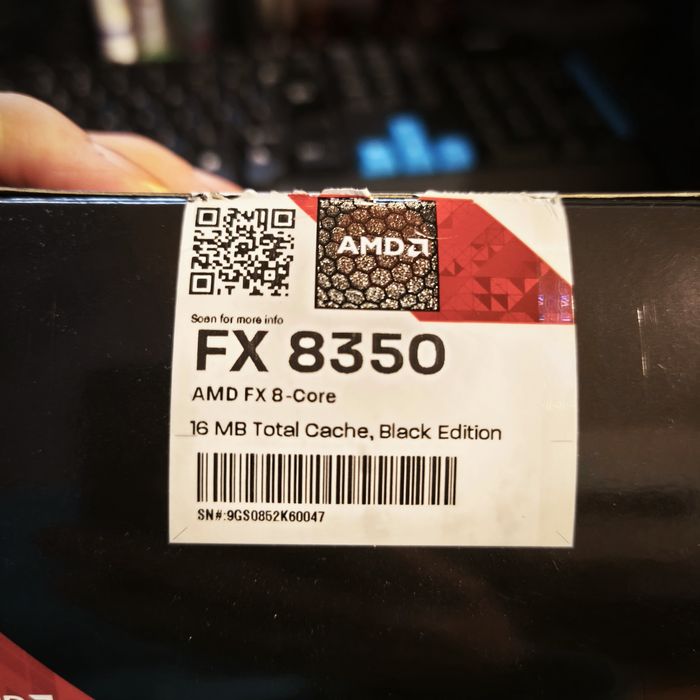 AMD
Scan for more info
FX 8350
AMD FX 8-Core
16 MB Total Cache, Black Edition
SN#:9GS0852K60047